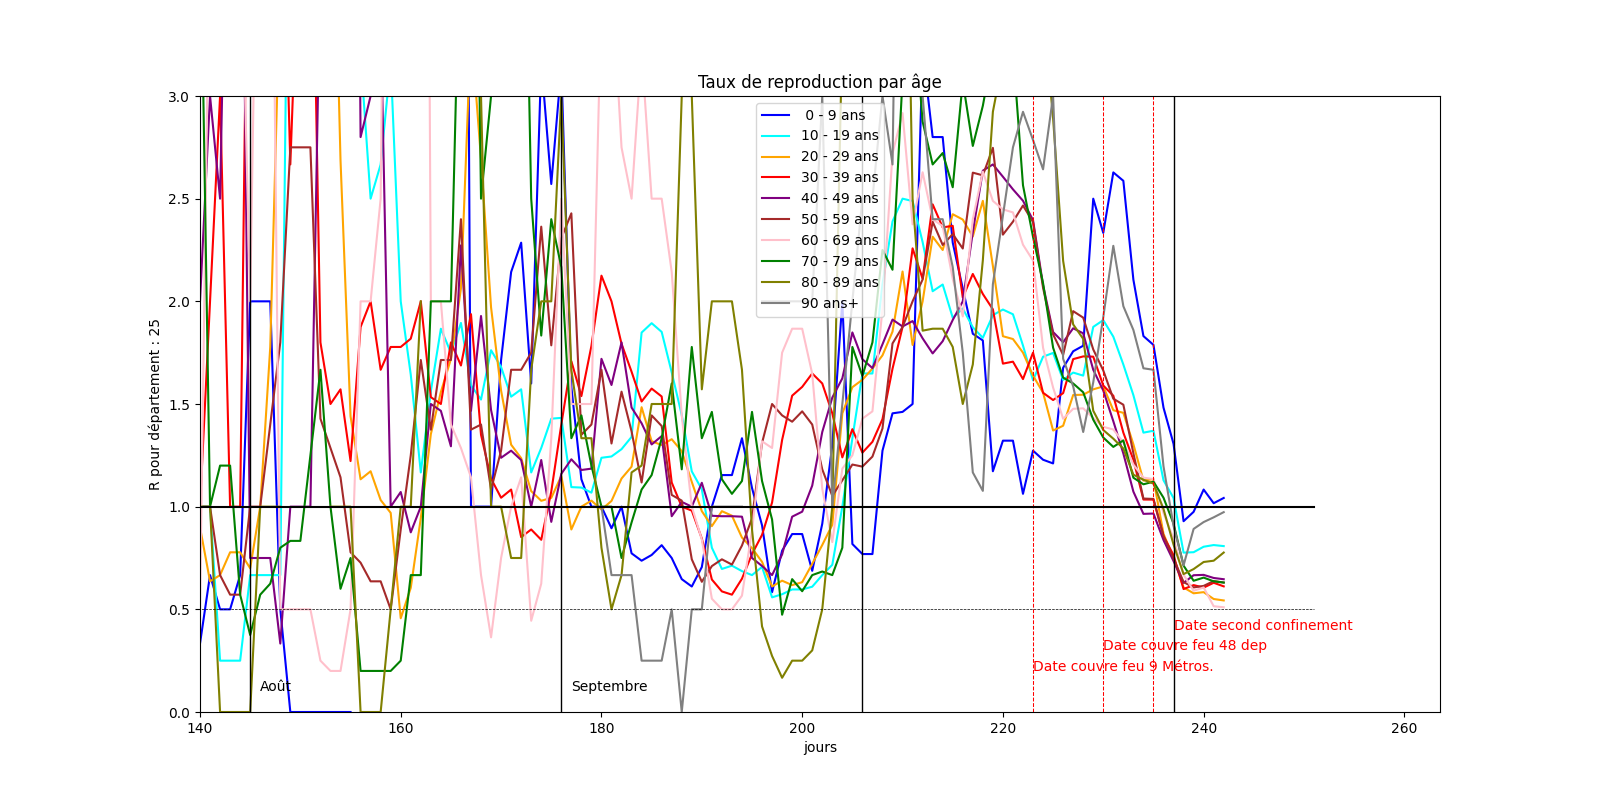 Taux de reproduction par âge
R pour département : 25
3.0
2.5
2.0
1.5
1.0
0.5
0.0
0 - 9 ans
10 - 19 ans
20 - 29 ans
30 - 39 ans
40 - 49 ans
50 - 59 ans
60 - 69 ans
70 - 79 ans
80 - 89 ans
90 ans+
Date second confinement
Date couvre feu 48 dep
Date couvre feu 9 Métros.
Août
Septembre
140
160
180
200
220
240
260
jours